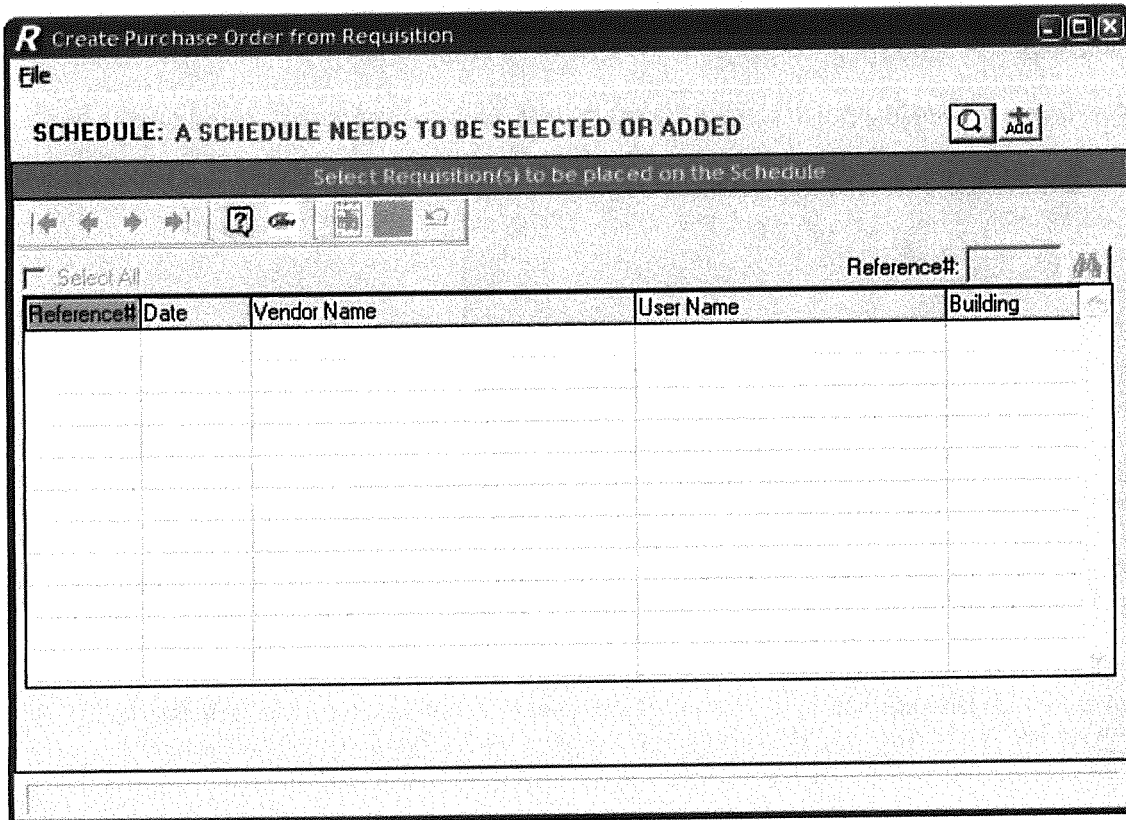 R Create Purchase Order from Requisition
File
SCHEDULE: A SCHEDULE NEEDS TO BE SELECTED OR ADDED
Add
Select Requisition(s) to be placed on the Schedule
?
Select All
Reference#:
Reference# Date Vendor Name User Name Building